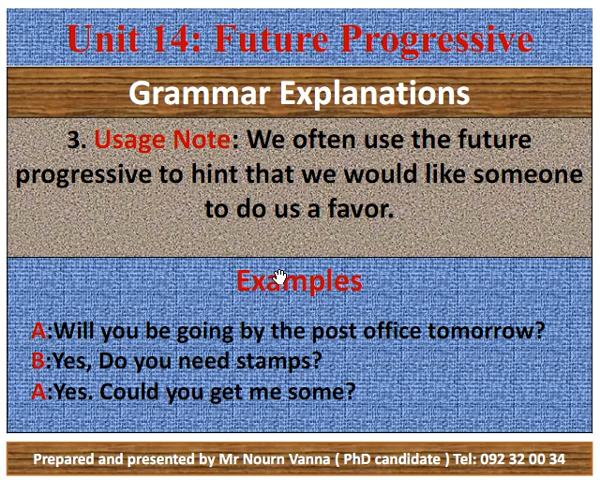 Unit 14: Future Progressive
Grammar Explanations
3. Usage Note: We often use the future
progressive to hint that we would like someone
to do us a favor.
Examples
A:Will you be going by the post office tomorrow?
B:Yes, Do you need stamps?
A:Yes. Could you get me some?
Prepared and presented by Mr Nourn Vanna ( PhD candidate ) Tel: 092 32 00 34